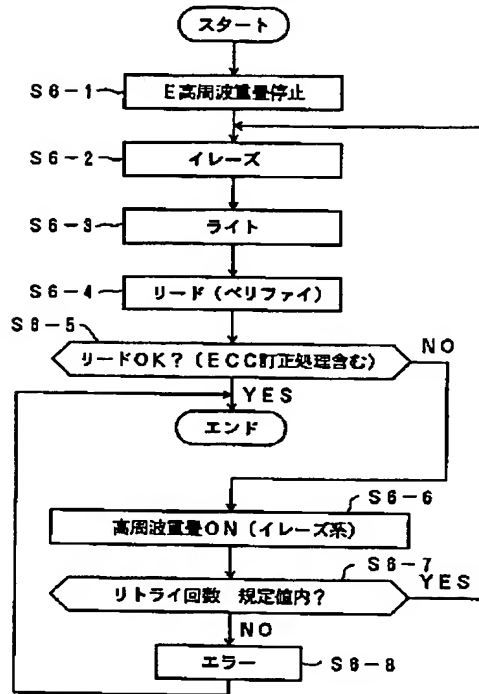 スタート
S6-1 E高周波重畳停止
S6-2 イレーズ
S6-3 ライト
S6-4 リード(ベリファイ)
S6-5
リードOK?(ECC訂正処理含む) NO
YES
エンド
S6-6
高周波重畳ON(イレーズ系)
S6-7
リトライ回数 規定値内? YES
NO
エラー S6-8